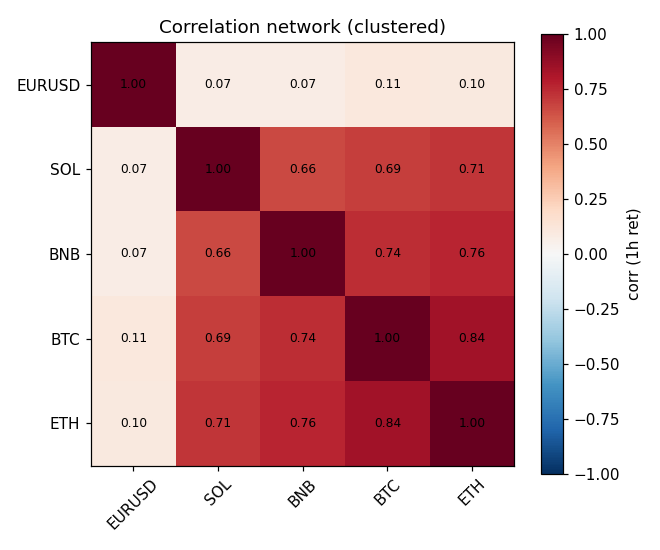 Correlation network (clustered)
EURUSD 1.00 0.07 0.07 0.11 0.10
SOL 0.07 1.00 0.66 0.69 0.71
BNB 0.07 0.66 1.00 0.74 0.76
BTC 0.11 0.69 0.74 1.00 0.84
ETH 0.10 0.71 0.76 0.84 1.00
EURUSD SOL BNB BTC ETH
1.00
0.75
0.50
0.25
0.00
−0.25
−0.50
−0.75
−1.00
corr (1h ret)